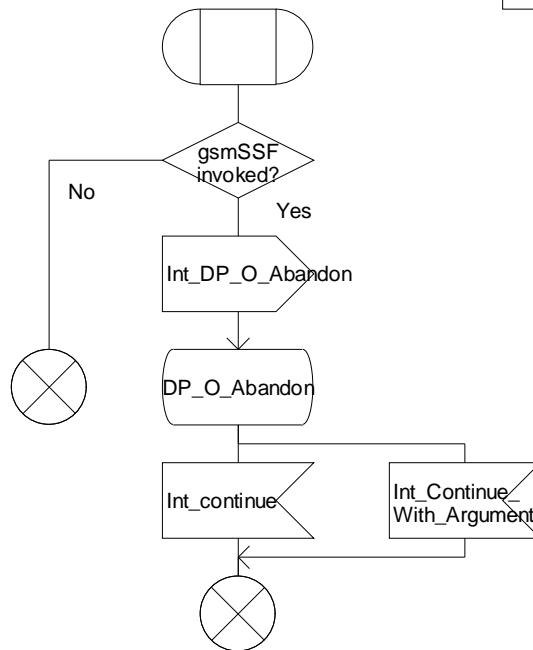 gsmSSF
invoked?
No
Yes
Int_DP_O_Abandon
DP_O_Abandon
Int_continue
Int_Continue_
With_Argument